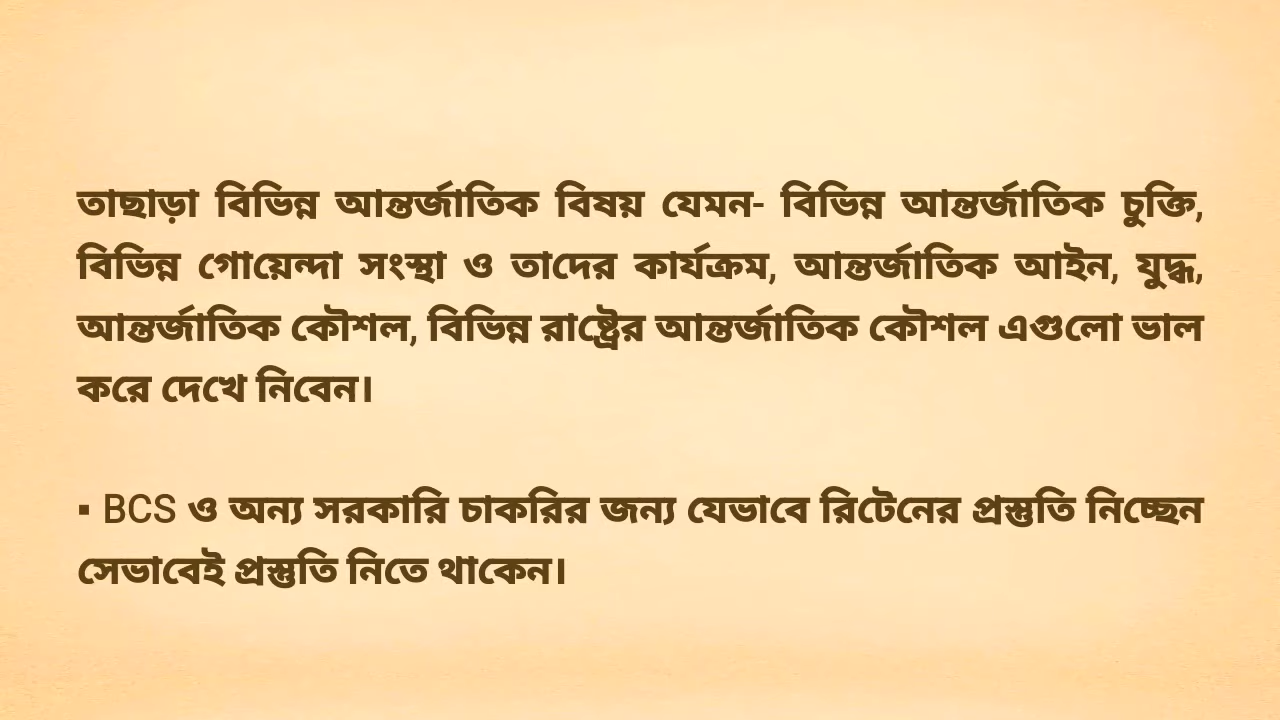 তাছাড়া বিভিন্ন আন্তর্জাতিক বিষয় যেমন- বিভিন্ন আন্তর্জাতিক চুক্তি,
বিভিন্ন গোয়েন্দা সংস্থা ও তাদের কার্যক্রম, আন্তর্জাতিক আইন, যুদ্ধ,
আন্তর্জাতিক কৌশল, বিভিন্ন রাষ্ট্রের আন্তর্জাতিক কৌশল এগুলো ভাল
করে দেখে নিবেন।
▪ BCS ও অন্য সরকারি চাকরির জন্য যেভাবে রিটেনের প্রস্তুতি নিচ্ছেন
সেভাবেই প্রস্তুতি নিতে থাকেন।